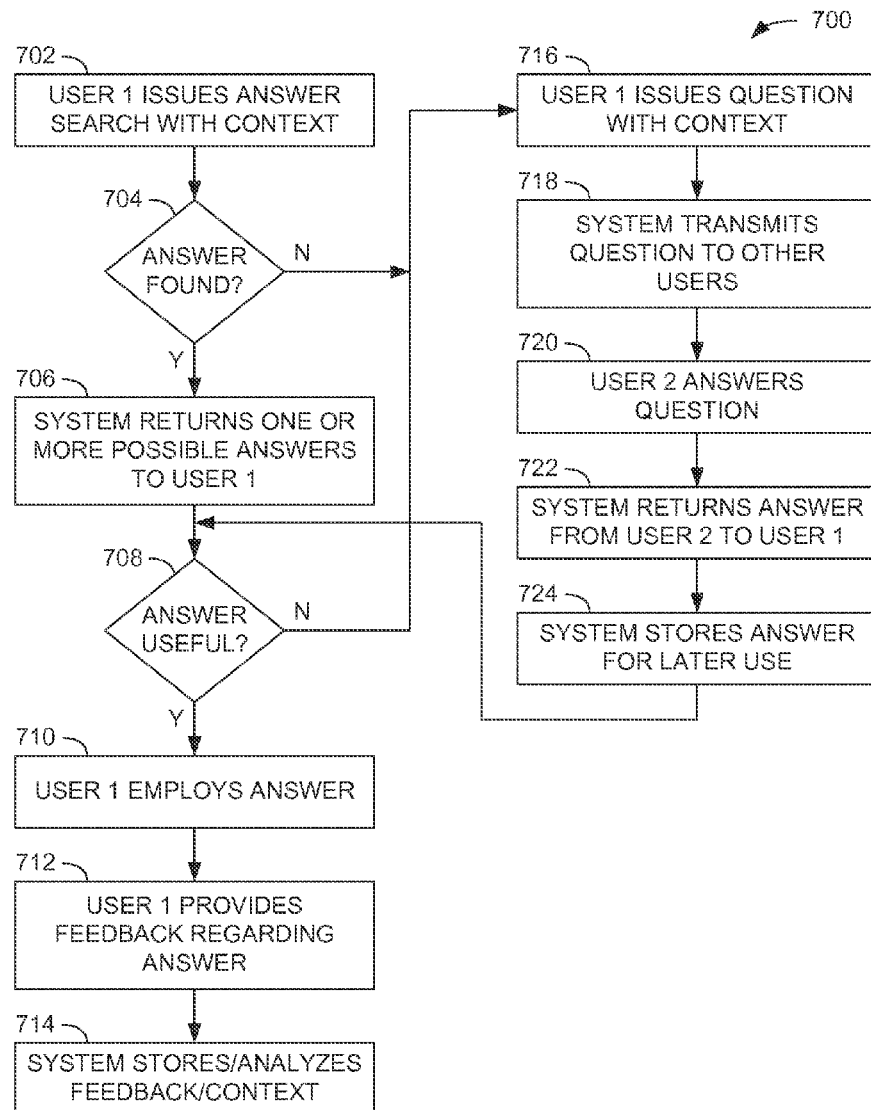 700
702
USER 1 ISSUES ANSWER
SEARCH WITH CONTEXT
704
ANSWER
FOUND?
N
Y
706
SYSTEM RETURNS ONE OR
MORE POSSIBLE ANSWERS
TO USER 1
708
ANSWER
USEFUL?
N
Y
710
USER 1 EMPLOYS ANSWER
712
USER 1 PROVIDES
FEEDBACK REGARDING
ANSWER
714
SYSTEM STORES/ANALYZES
FEEDBACK/CONTEXT
716
USER 1 ISSUES QUESTION
WITH CONTEXT
718
SYSTEM TRANSMITS
QUESTION TO OTHER
USERS
720
USER 2 ANSWERS
QUESTION
722
SYSTEM RETURNS ANSWER
FROM USER 2 TO USER 1
724
SYSTEM STORES ANSWER
FOR LATER USE